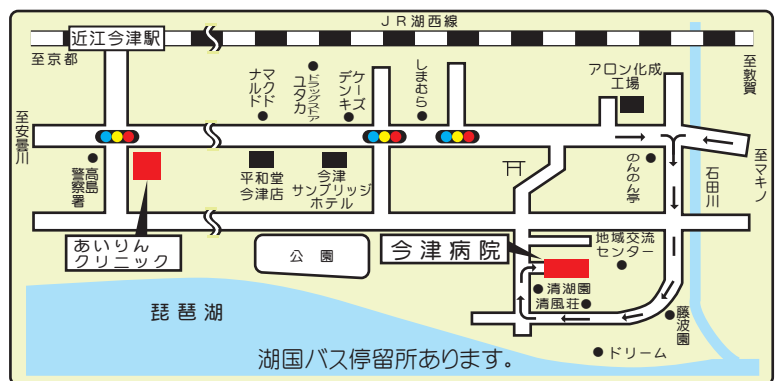 JR湖西線
近江今津駅
至京都
至敦賀
マクド
ナルド
ドラッグストア
ユタカ
ケーズ
デンキ
しまむら
アロン化成
工場
至安曇川
至マキノ
高島
警察署
平和堂
今津店
今津
サンブリッジ
ホテル
のんのん亭
石田川
あいりん
クリニック
公園
今津病院
地域交流
センター
清湖園
清風荘
藤波園
琵琶湖
ドリーム
湖国バス停留所あります。